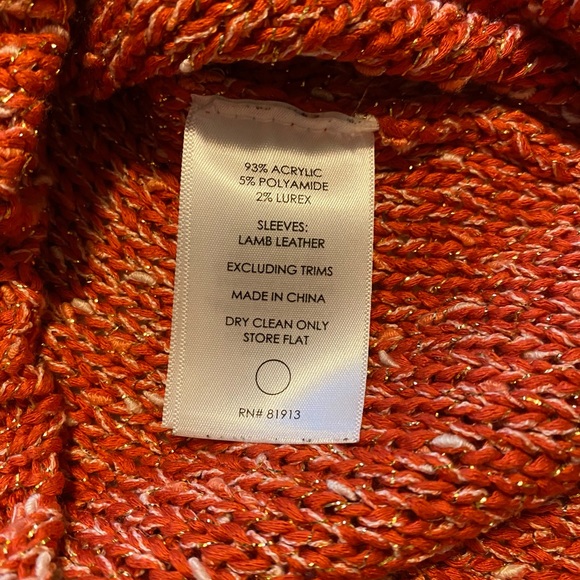 93% ACRYLIC
5% POLYAMIDE
2% LUREX
SLEEVES:
LAMB LEATHER
EXCLUDING TRIMS
MADE IN CHINA
DRY CLEAN ONLY
STORE FLAT
RN# 81913